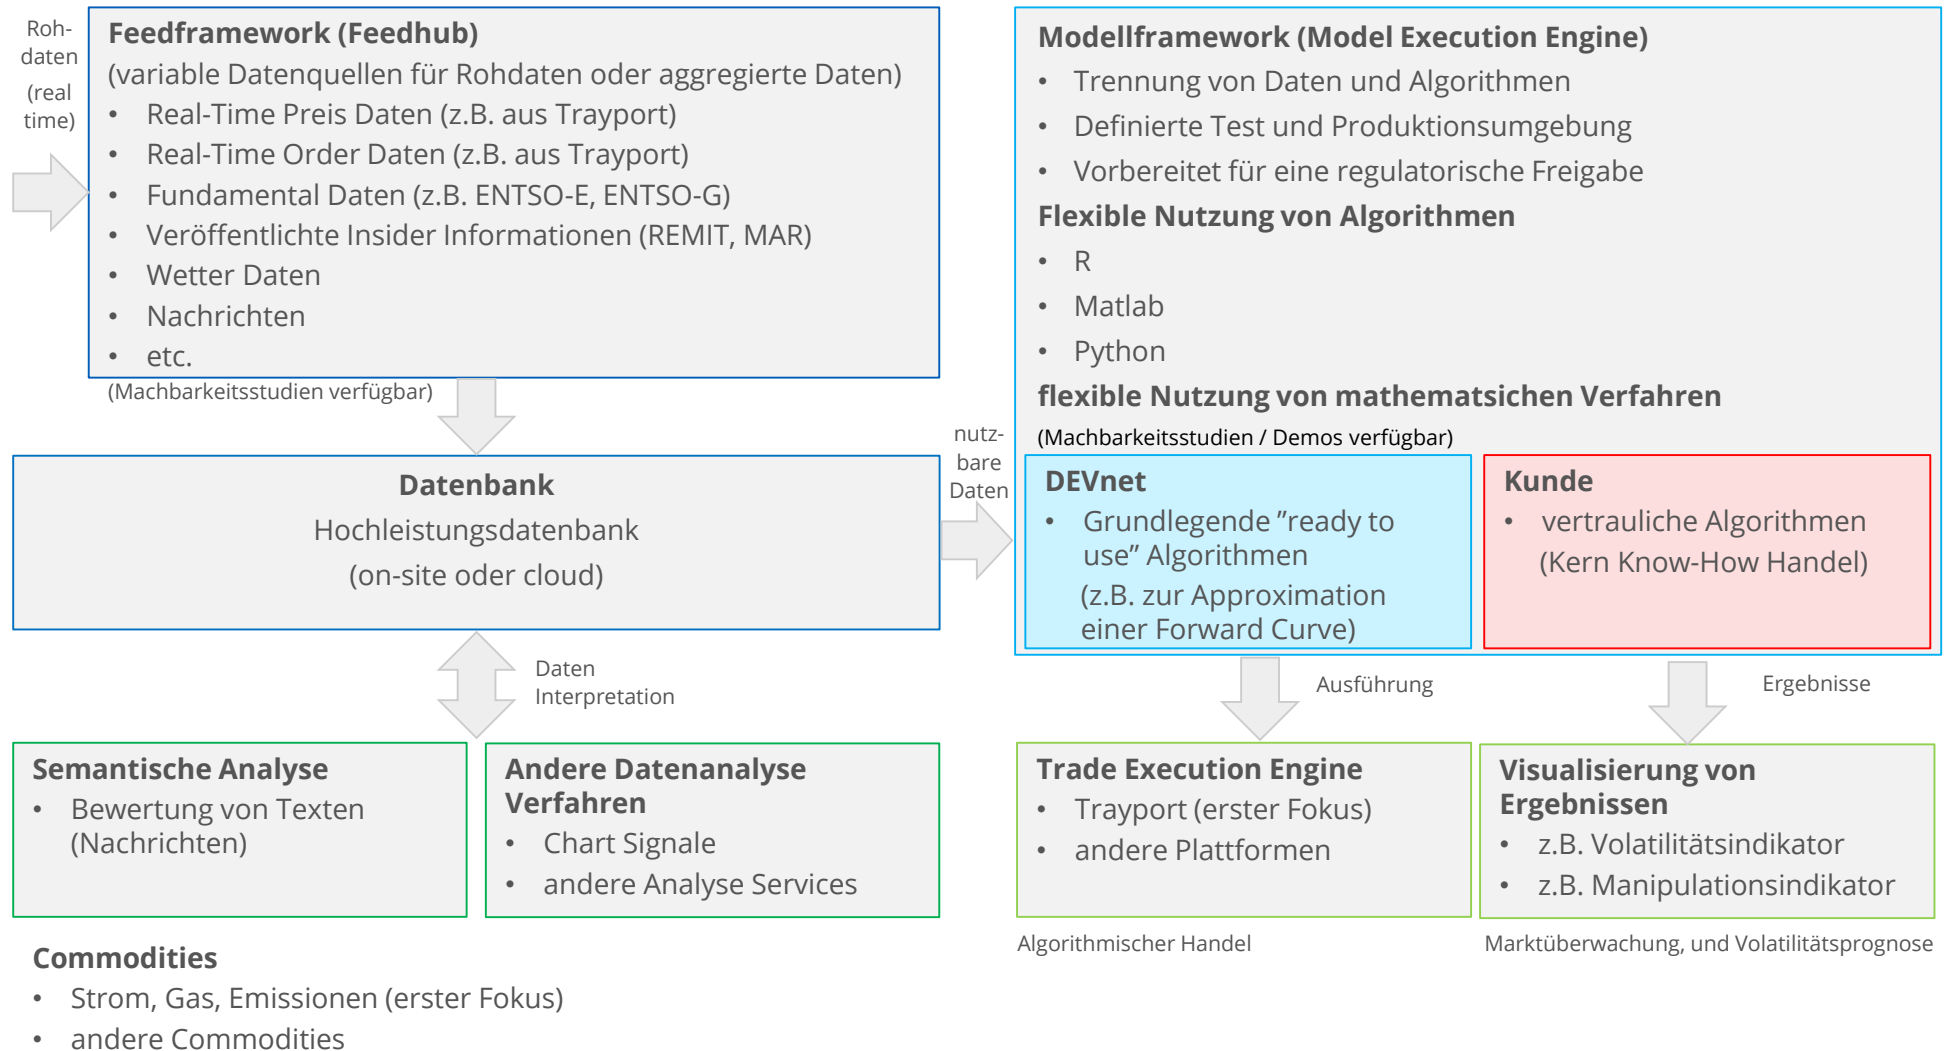 Roh-
daten
(real
time)
Feedframework (Feedhub)
(variable Datenquellen für Rohdaten oder aggregierte Daten)
• Real-Time Preis Daten (z.B. aus Trayport)
• Real-Time Order Daten (z.B. aus Trayport)
• Fundamental Daten (z.B. ENTSO-E, ENTSO-G)
• Veröffentlichte Insider Informationen (REMIT, MAR)
• Wetter Daten
• Nachrichten
• etc.
(Machbarkeitsstudien verfügbar)
Datenbank
Hochleistungsdatenbank
(on-site oder cloud)
Daten
Interpretation
Semantische Analyse
• Bewertung von Texten
(Nachrichten)
Andere Datenanalyse
Verfahren
• Chart Signale
• andere Analyse Services
Commodities
• Strom, Gas, Emissionen (erster Fokus)
• andere Commodities
nutz-
bare
Daten
Modellframework (Model Execution Engine)
• Trennung von Daten und Algorithmen
• Definierte Test und Produktionsumgebung
• Vorbereitet für eine regulatorische Freigabe
Flexible Nutzung von Algorithmen
• R
• Matlab
• Python
flexible Nutzung von mathematsichen Verfahren
(Machbarkeitsstudien / Demos verfügbar)
DEVnet
• Grundlegende ”ready to
use” Algorithmen
(z.B. zur Approximation
einer Forward Curve)
Kunde
• vertrauliche Algorithmen
(Kern Know-How Handel)
Ausführung
Ergebnisse
Trade Execution Engine
• Trayport (erster Fokus)
• andere Plattformen
Visualisierung von
Ergebnissen
• z.B. Volatilitätsindikator
• z.B. Manipulationsindikator
Algorithmischer Handel
Marktüberwachung, und Volatilitätsprognose